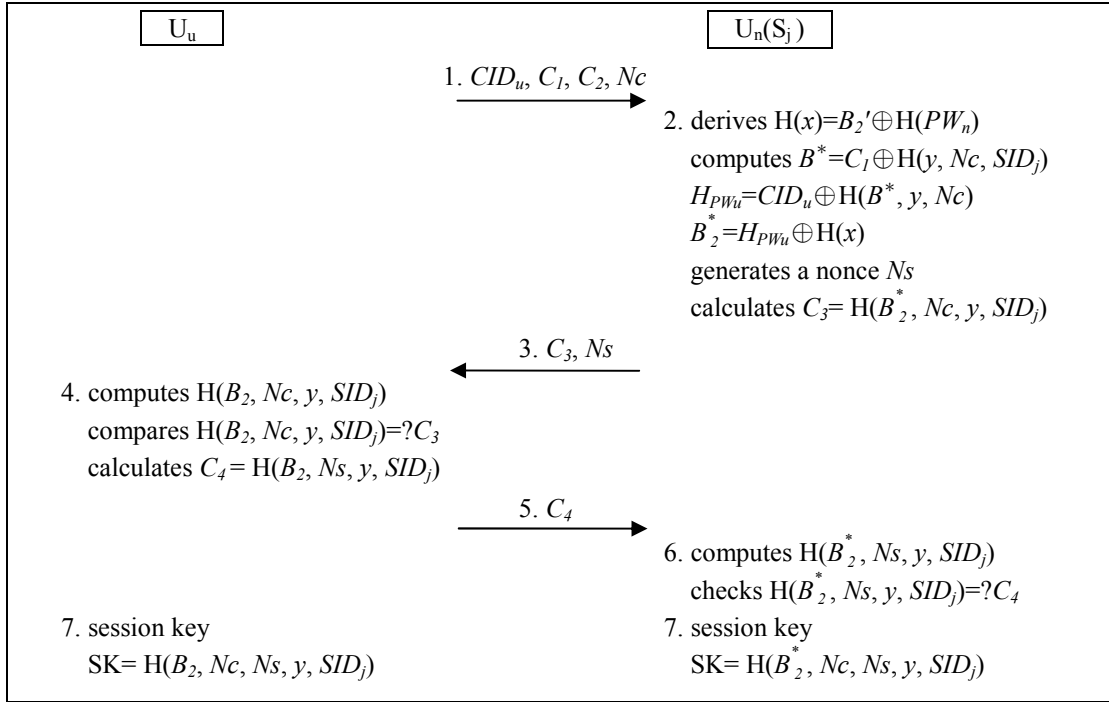 U_u
U_n(S_j)
1. CID_u, C_1, C_2, Nc
2. derives H(x)=B_2′⊕H(PW_n)
computes B*=C_1⊕H(y, Nc, SID_j)
H_PWu=CID_u⊕H(B*, y, Nc)
B*_2=H_PWu⊕H(x)
generates a nonce Ns
calculates C_3= H(B*_2, Nc, y, SID_j)
3. C_3, Ns
4. computes H(B_2, Nc, y, SID_j)
compares H(B_2, Nc, y, SID_j)=?C_3
calculates C_4= H(B_2, Ns, y, SID_j)
5. C_4
6. computes H(B*_2, Ns, y, SID_j)
checks H(B*_2, Ns, y, SID_j)=?C_4
7. session key
SK= H(B_2, Nc, Ns, y, SID_j)
7. session key
SK= H(B*_2, Nc, Ns, y, SID_j)